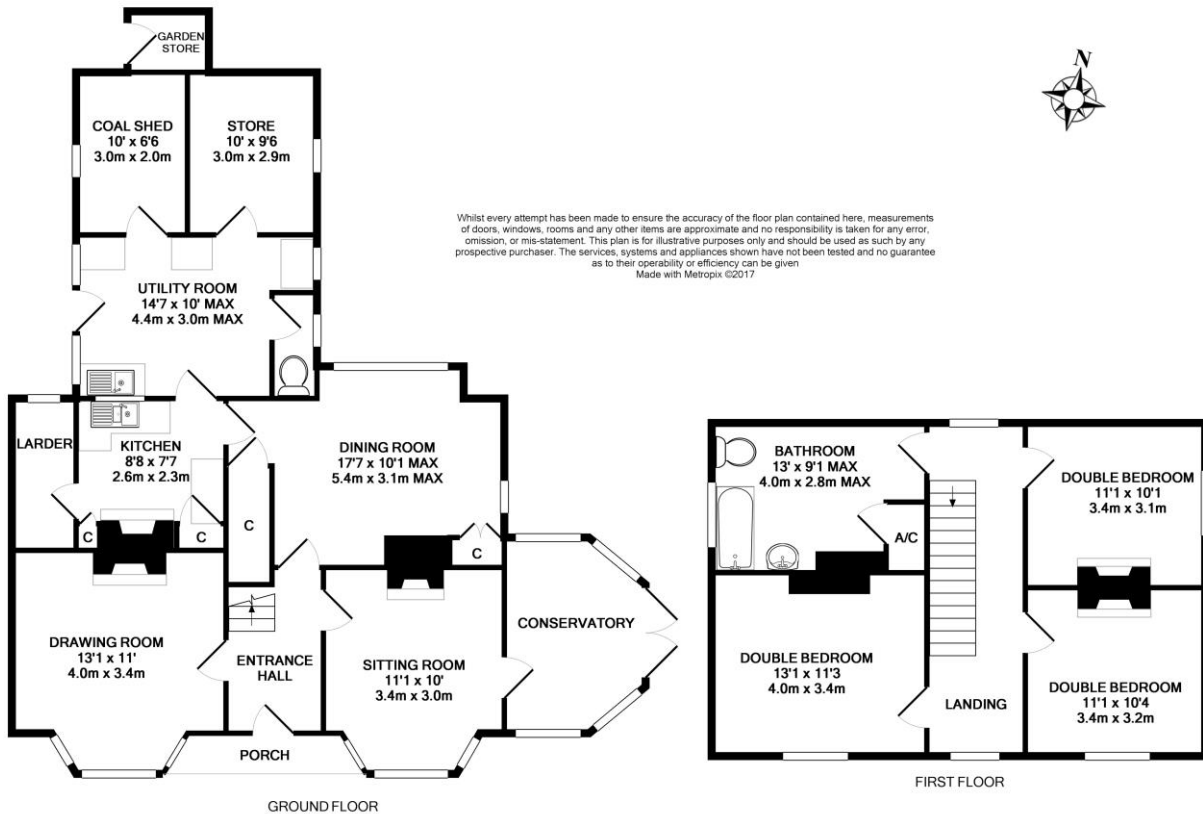 GARDEN
STORE
N
COAL SHED
10' x 6'6
3.0m x 2.0m
STORE
10' x 9'6
3.0m x 2.9m
Whilst every attempt has been made to ensure the accuracy of the floor plan contained here, measurements
of doors, windows, rooms and any other items are approximate and no responsibility is taken for any error,
omission, or mis-statement. This plan is for illustrative purposes only and should be used as such by any
prospective purchaser. The services, systems and appliances shown have not been tested and no guarantee
as to their operability or efficiency can be given
Made with Metropix ©2017
UTILITY ROOM
14'7 x 10' MAX
4.4m x 3.0m MAX
LARDER
KITCHEN
8'8 x 7'7
2.6m x 2.3m
DINING ROOM
17'7 x 10'1 MAX
5.4m x 3.1m MAX
C
C
C
C
DRAWING ROOM
13'1 x 11'
4.0m x 3.4m
ENTRANCE
HALL
SITTING ROOM
11'1 x 10'
3.4m x 3.0m
CONSERVATORY
PORCH
GROUND FLOOR
BATHROOM
13' x 9'1 MAX
4.0m x 2.8m MAX
A/C
DOUBLE BEDROOM
11'1 x 10'1
3.4m x 3.1m
DOUBLE BEDROOM
13'1 x 11'3
4.0m x 3.4m
LANDING
DOUBLE BEDROOM
11'1 x 10'4
3.4m x 3.2m
FIRST FLOOR